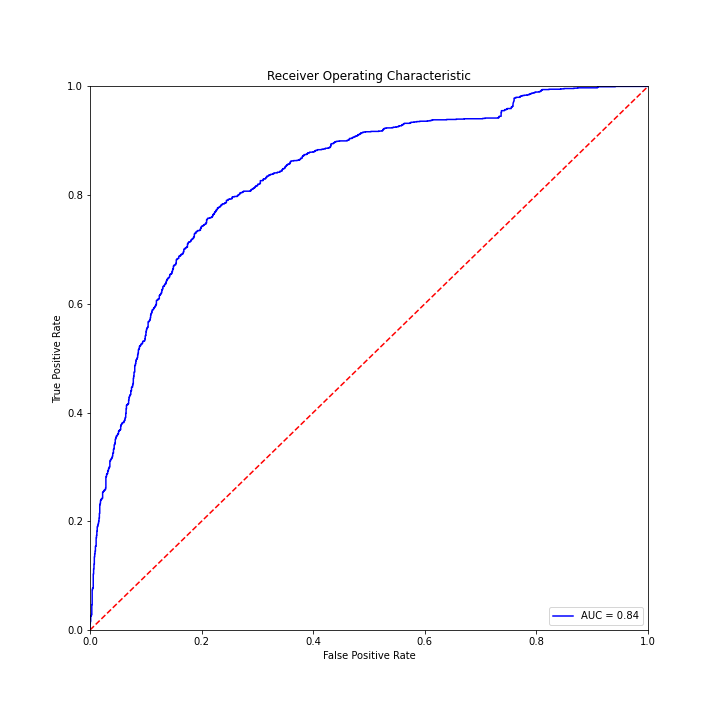 Receiver Operating Characteristic
True Positive Rate
1.0
0.8
0.6
0.4
0.2
0.0
AUC = 0.84
0.0 0.2 0.4 0.6 0.8 1.0
False Positive Rate